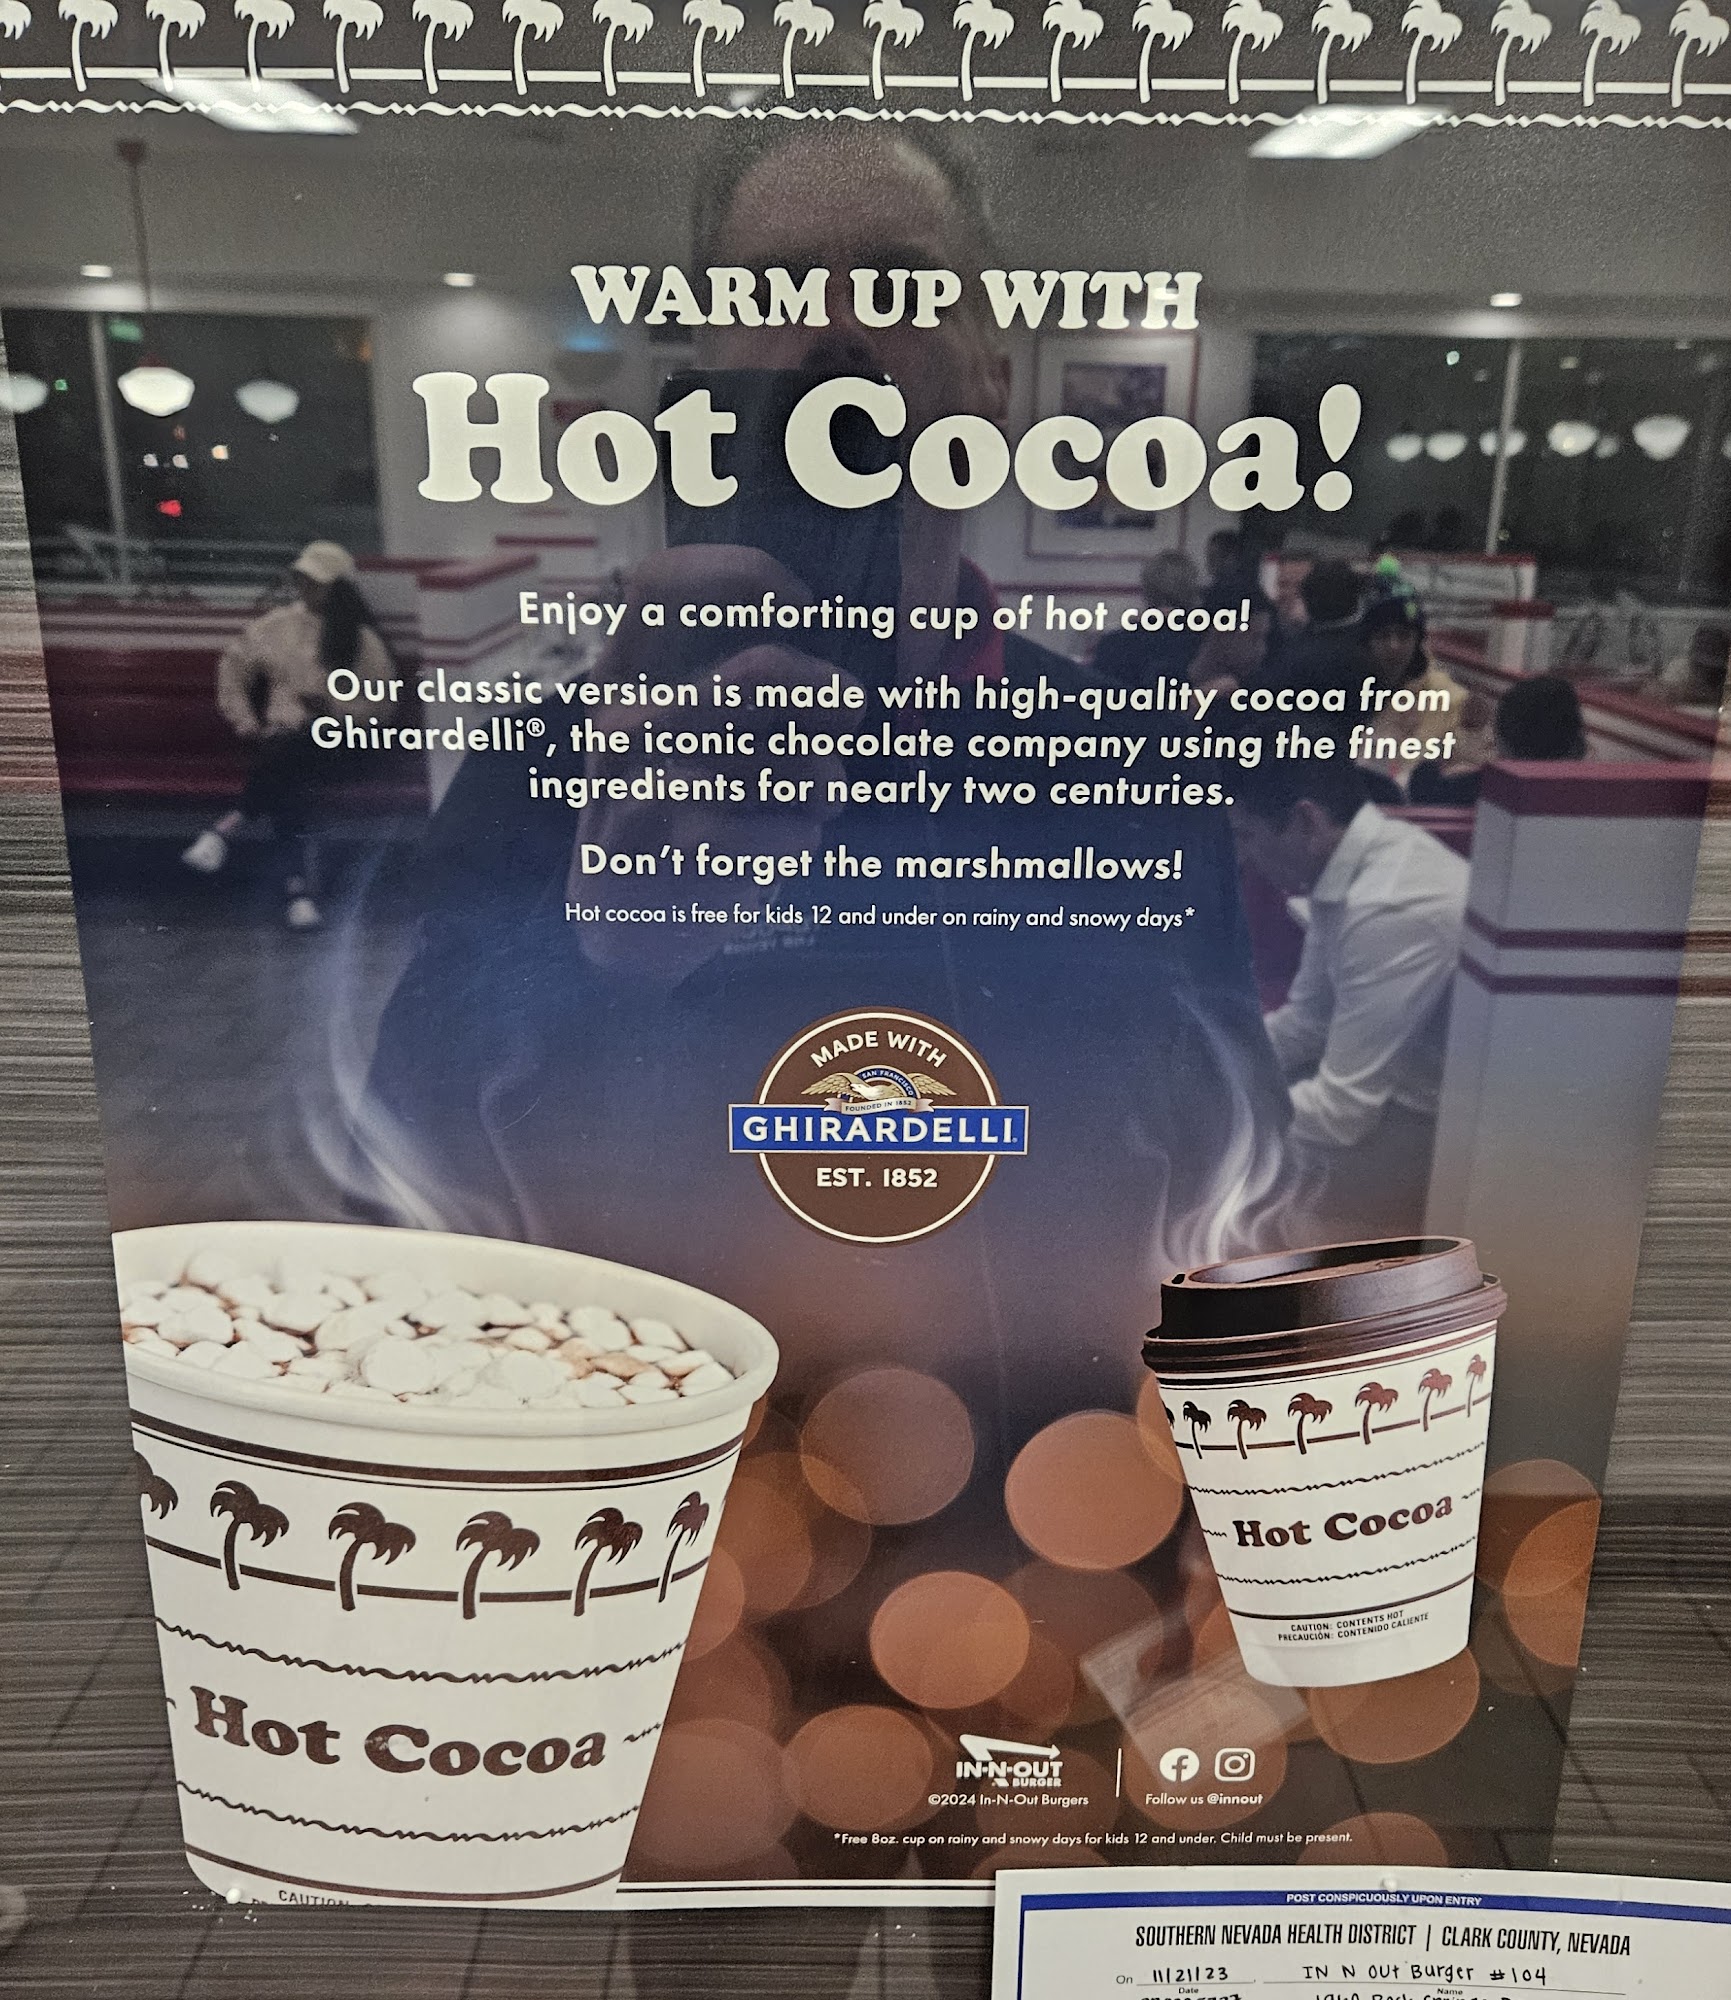 WARM UP WITH
Hot Cocoa!
Enjoy a comforting cup of hot cocoa!
Our classic version is made with high-quality cocoa from
Ghirardelli®, the iconic chocolate company using the finest
ingredients for nearly two centuries.
Don't forget the marshmallows!
Hot cocoa is free for kids 12 and under on rainy and snowy days*
MADE WITH
SAN FRANCISCO
FOUNDED IN 1852
GHIRARDELLI
EST. 1852
Hot Cocoa
CAUTION
Hot Cocoa
CAUTION: CONTENTS HOT
PRECAUCIÓN: CONTENIDO CALIENTE
IN-N-OUT
BURGER
©2024 In-N-Out Burgers
Follow us @innout
*Free 8oz. cup on rainy and snowy days for kids 12 and under. Child must be present.
POST CONSPICUOUSLY UPON ENTRY
SOUTHERN NEVADA HEALTH DISTRICT | CLARK COUNTY, NEVADA
On 11/21/23 IN N OUT Burger #104
Date Name